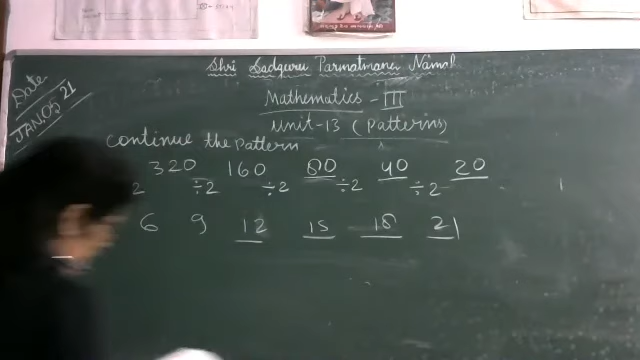 Shri Sadguru Parmatmane Namah
Date
JAN.05 21
Mathematics - III
Unit-13 (Patterns)
Continue the Pattern
320 160 80 40 20
2 ÷2 ÷2 ÷2 ÷2
6 9 12 15 18 21